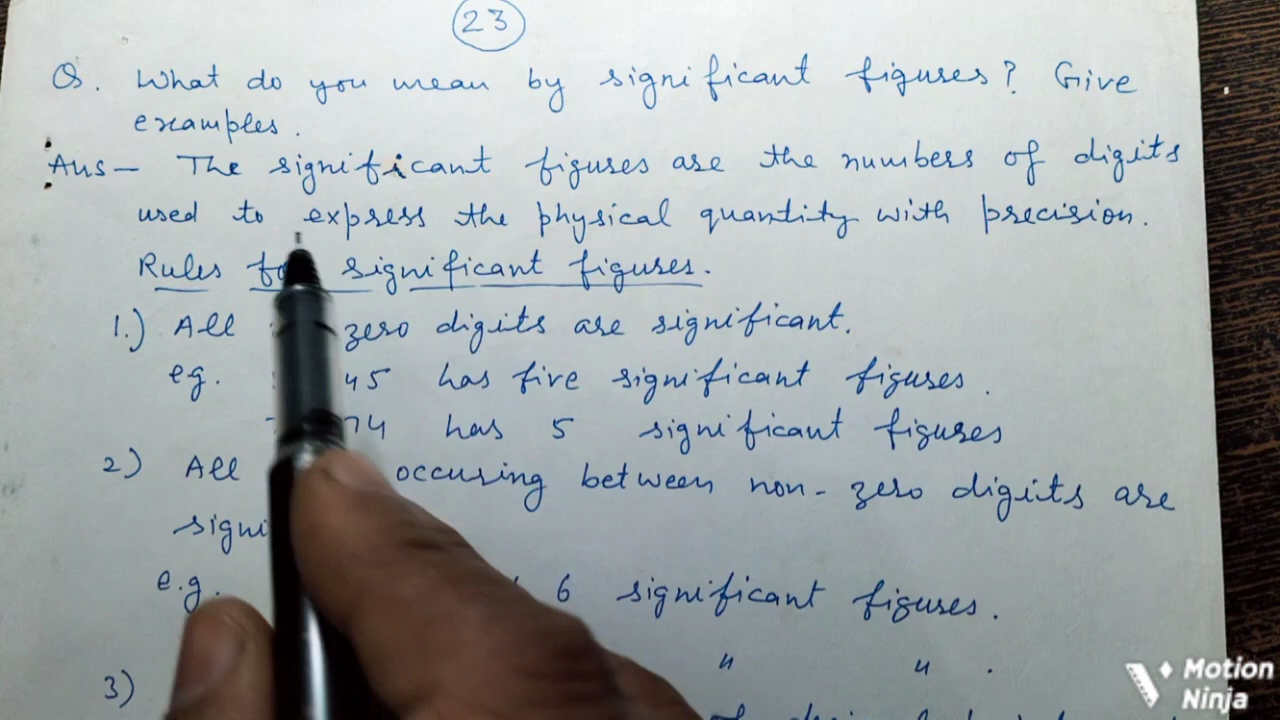 23
Q. What do you mean by significant figures? Give
examples.
Ans - The significant figures are the numbers of digits
used to express the physical quantity with precision.
Rules significant figures.
1.) All zero digits are significant.
eg. 45 has five significant figures.
74 has 5 significant figures
2) All occuring between non-zero digits are
e.g. 6 significant figures.
" " .
3)
Motion
Ninja